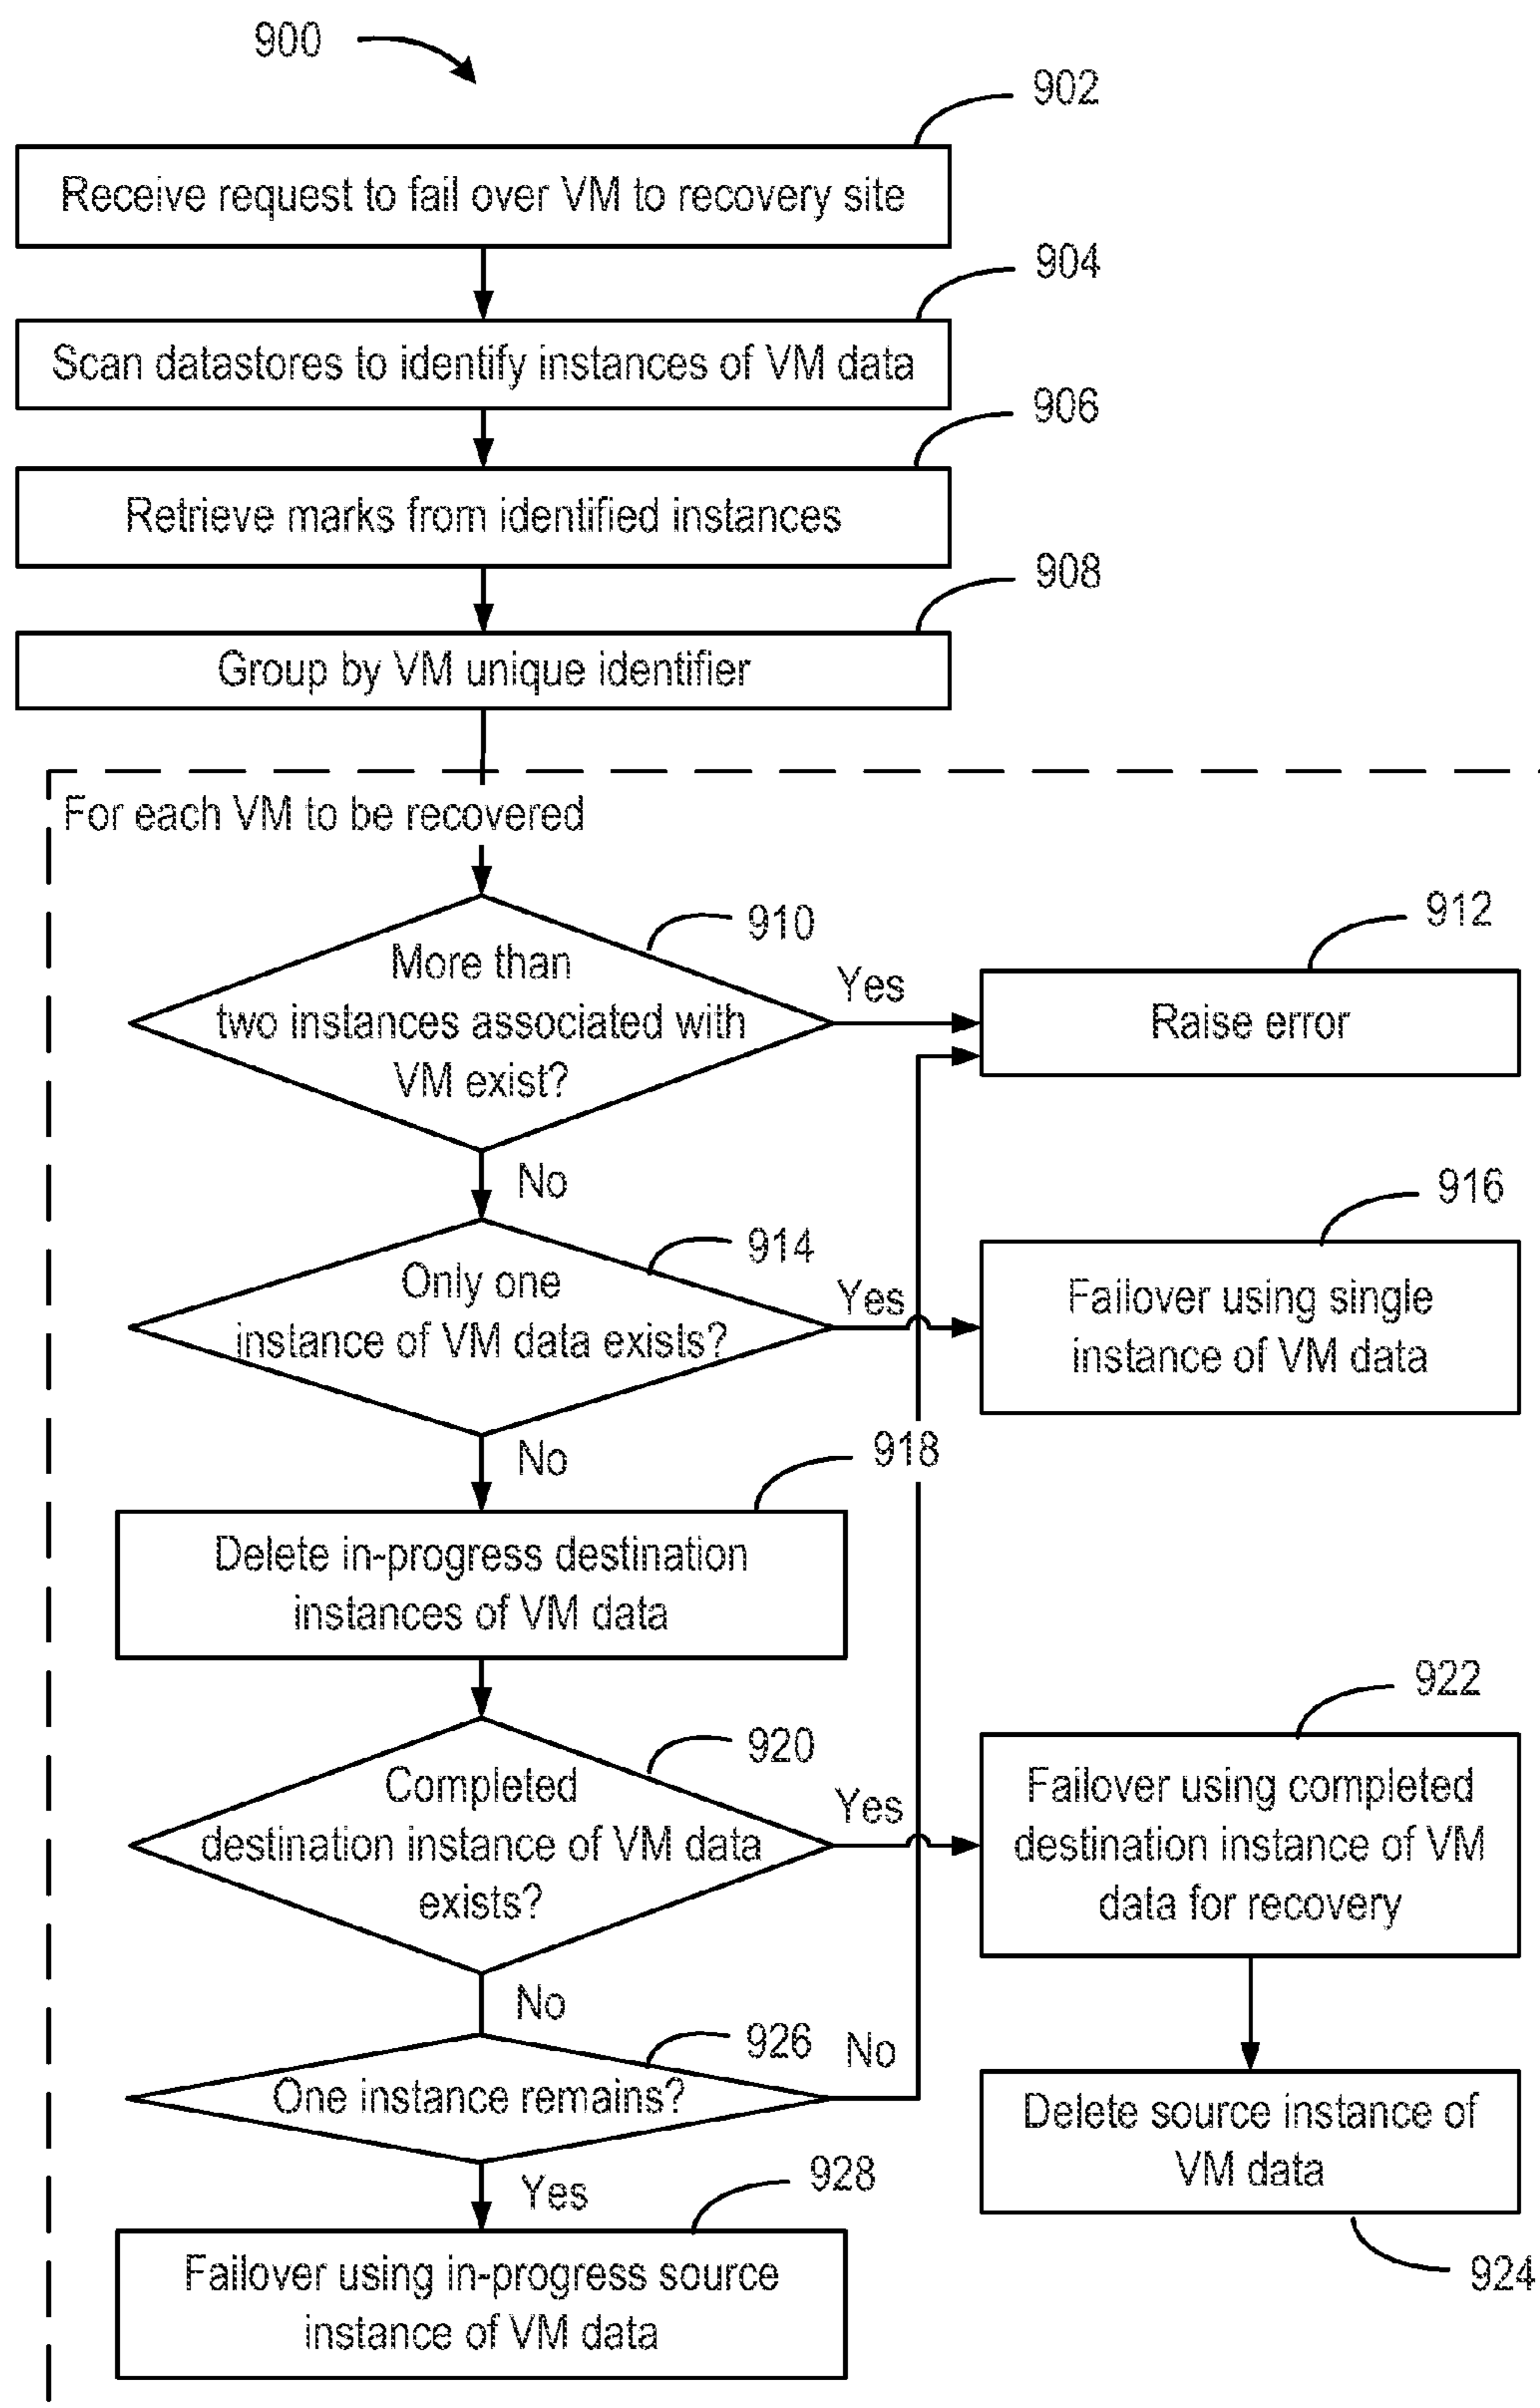 900
902
Receive request to fail over VM to recovery site
904
Scan datastores to identify instances of VM data
906
Retrieve marks from identified instances
908
Group by VM unique identifier
For each VM to be recovered
910
More than
two instances associated with
VM exist?
Yes
912
Raise error
No
914
Only one
instance of VM data exists?
Yes
916
Failover using single
instance of VM data
No
918
Delete in-progress destination
instances of VM data
920
Completed
destination instance of VM data
exists?
Yes
922
Failover using completed
destination instance of VM
data for recovery
No
926
One instance remains?
No
Delete source instance of
VM data
924
Yes
928
Failover using in-progress source
instance of VM data